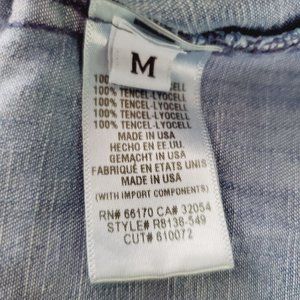 M
100% TENCEL-LYOCELL
100% TENCEL-LYOCELL
100% TENCEL-LYOCELL
100% TENCEL-LYOCELL
100% TENCEL-LYOCELL
MADE IN USA
HECHO EN EE.UU.
GEMACHT IN USA
FABRIQUÉ EN ETATS UNIS
MADE IN USA
(WITH IMPORT COMPONENTS)
RN# 66170 CA# 32054
STYLE# R8138-549
CUT# 610072